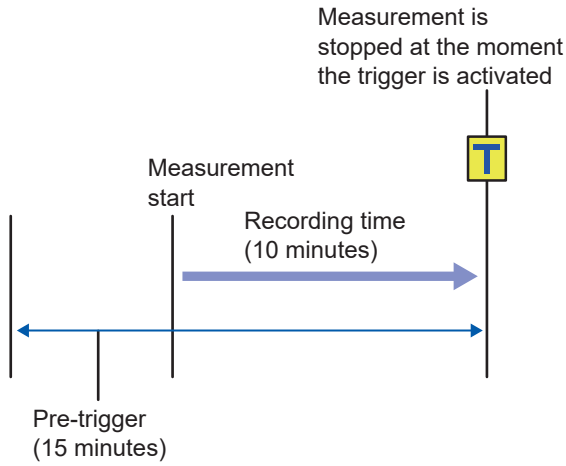 Measurement is
stopped at the moment
the trigger is activated
T
Measurement
start
Recording time
(10 minutes)
Pre-trigger
(15 minutes)